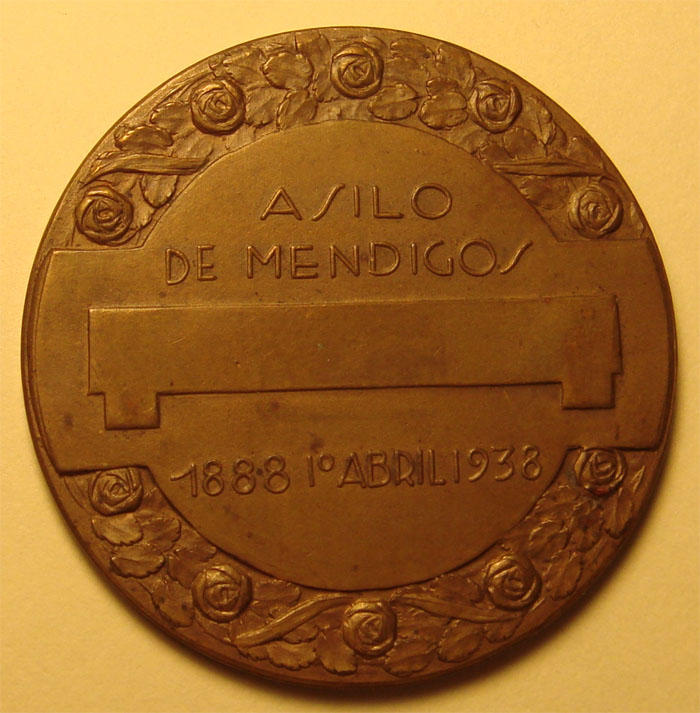 ASILO
DE MENDIGOS
1888 1º ABRIL 1938